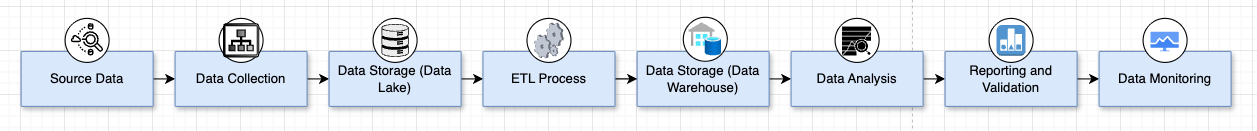 Source Data
Data Collection
Data Storage (Data
Lake)
ETL Process
Data Storage (Data
Warehouse)
Data Analysis
Reporting and
Validation
Data Monitoring